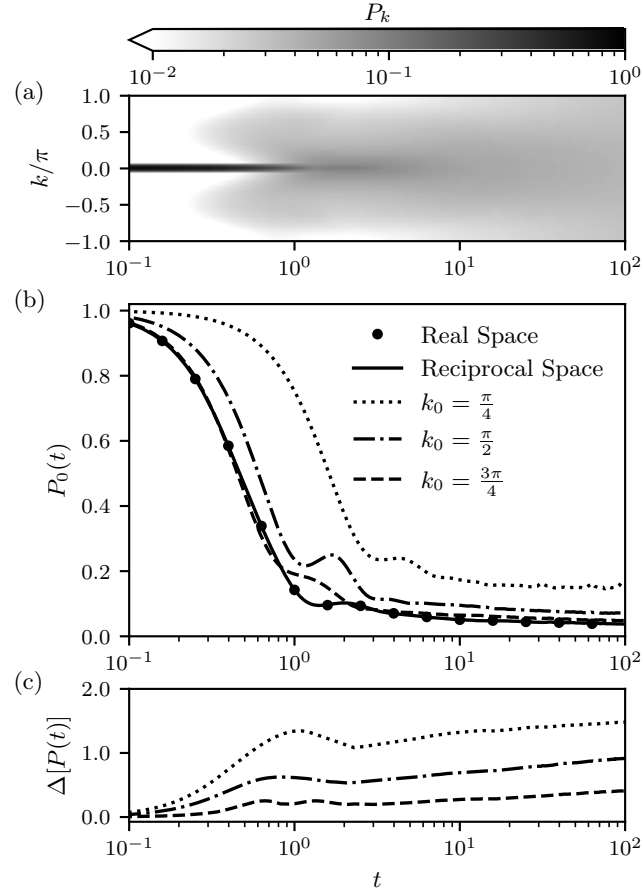 P_k
10^{-2} 10^{-1} 10^0
(a)
k/π
1.0
0.5
0.0
−0.5
−1.0
10^{-1} 10^0 10^1 10^2
(b)
P_0(t)
1.0
0.8
0.6
0.4
0.2
0.0
Real Space
Reciprocal Space
k_0 = \frac{π}{4}
k_0 = \frac{π}{2}
k_0 = \frac{3π}{4}
10^{-1} 10^0 10^1 10^2
(c)
Δ[P(t)]
2.0
1.0
0.0
10^{-1} 10^0 10^1 10^2
t